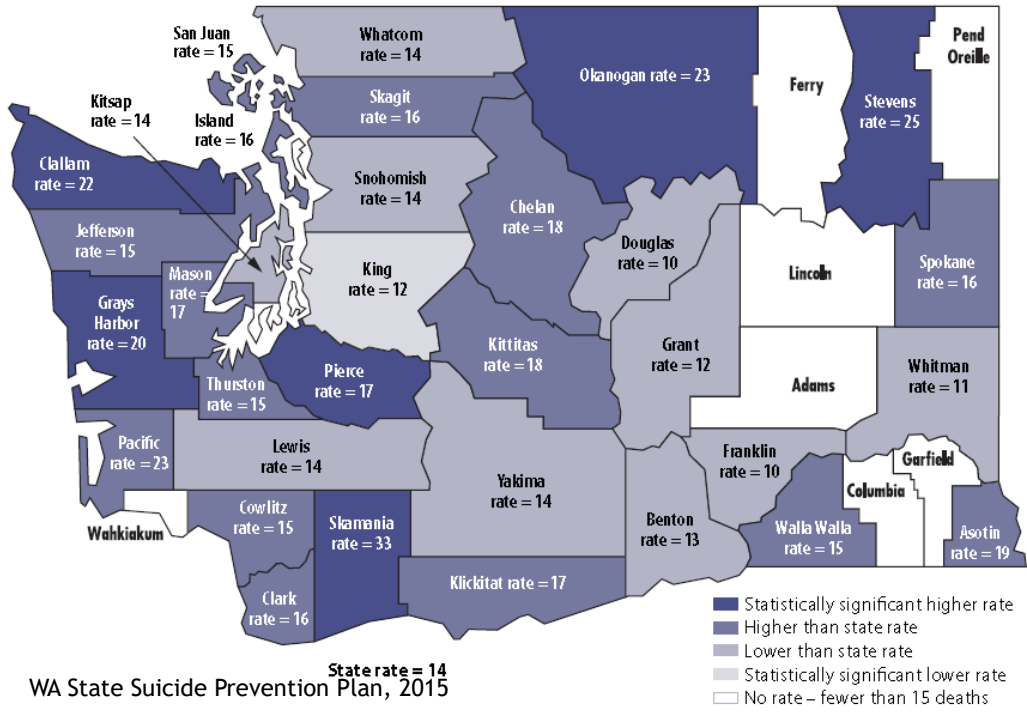 San Juan
rate = 15
Whatcom
= 14
Okanogan rate = 23
Ferry
Pend
Oreille
Kitsap
rate = 14
Island
rate = 16
Skagit
= 16
Stevens
rate = 25
Clallam
rate = 22
Snohomish
rate = 14
Chelan
rate = 18
Jefferson
rate = 15
Douglas
rate = 10
Mason
rate =
17
King
rate = 12
Lincoln
Spokane
rate = 16
Grays
Harbor
rate = 20
Kittitas
rate = 18
Grant
rate = 12
Whitman
rate = 11
Thurston
rate = 15
Pierce
rate = 17
Adams
Pacific
rate = 23
Lewis
rate = 14
Yakima
rate = 14
Franklin
rate = 10
Garfield
Columbia
Wahkiakum
Cowlitz
rate = 15
Skamania
rate = 33
Benton
rate = 13
Walla Walla
rate = 15
Asotin
rate = 19
Klickitat rate = 17
Clark
rate = 16
Statistically significant higher rate
Higher than state rate
Lower than state rate
Statistically significant lower rate
No rate – fewer than 15 deaths
State rate = 14
WA State Suicide Prevention Plan, 2015